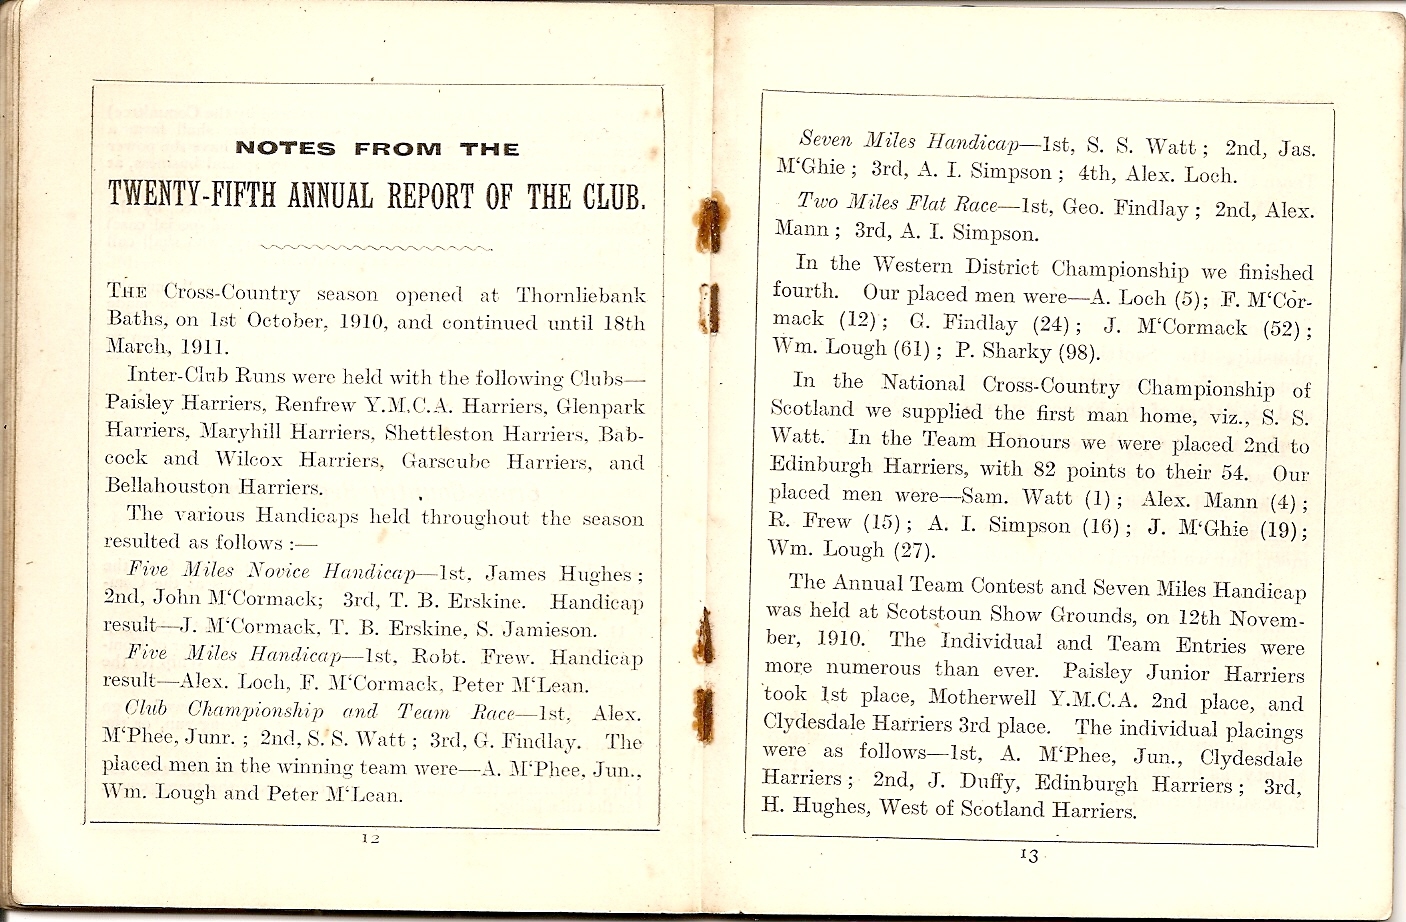 NOTES FROM THE
TWENTY-FIFTH ANNUAL REPORT OF THE CLUB.
THE Cross-Country season opened at Thornliebank
Baths, on 1st October, 1910, and continued until 18th
March, 1911.
Inter-Club Runs were held with the following Clubs—
Paisley Harriers, Renfrew Y.M.C.A. Harriers, Glenpark
Harriers, Maryhill Harriers, Shettleston Harriers, Bab-
cock and Wilcox Harriers, Garscube Harriers, and
Bellahouston Harriers.
The various Handicaps held throughout the season
resulted as follows :—
Five Miles Novice Handicap—1st, James Hughes ;
2nd, John M‘Cormack; 3rd, T. B. Erskine. Handicap
result—J. M‘Cormack, T. B. Erskine, S. Jamieson.
Five Miles Handicap—1st, Robt. Frew. Handicap
result—Alex. Loch, F. M‘Cormack, Peter M‘Lean.
Club Championship and Team Race—1st, Alex.
M‘Phee, Junr. ; 2nd, S. S. Watt ; 3rd, G. Findlay. The
placed men in the winning team were—A. M‘Phee, Jun.,
Wm. Lough and Peter M‘Lean.
12
Seven Miles Handicap—1st, S. S. Watt ; 2nd, Jas.
M‘Ghie ; 3rd, A. I. Simpson ; 4th, Alex. Loch.
Two Miles Flat Race—1st, Geo. Findlay ; 2nd, Alex.
Mann ; 3rd, A. I. Simpson.
In the Western District Championship we finished
fourth. Our placed men were—A. Loch (5); F. M‘Cor-
mack (12) ; G. Findlay (24) ; J. M‘Cormack (52) ;
Wm. Lough (61) ; P. Sharky (98).
In the National Cross-Country Championship of
Scotland we supplied the first man home, viz., S. S.
Watt. In the Team Honours we were placed 2nd to
Edinburgh Harriers, with 82 points to their 54. Our
placed men were—Sam. Watt (1) ; Alex. Mann (4) ;
R. Frew (15) ; A. I. Simpson (16) ; J. M‘Ghie (19) ;
Wm. Lough (27).
The Annual Team Contest and Seven Miles Handicap
was held at Scotstoun Show Grounds, on 12th Novem-
ber, 1910. The Individual and Team Entries were
more numerous than ever. Paisley Junior Harriers
took 1st place, Motherwell Y.M.C.A. 2nd place, and
Clydesdale Harriers 3rd place. The individual placings
were as follows—1st, A. M‘Phee, Jun., Clydesdale
Harriers ; 2nd, J. Duffy, Edinburgh Harriers ; 3rd,
H. Hughes, West of Scotland Harriers.
13